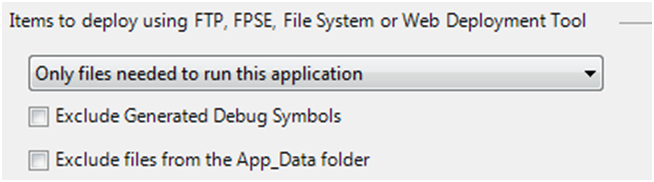 Items to deploy using FTP, FPSE, File System or Web Deployment Tool
Only files needed to run this application
Exclude Generated Debug Symbols
Exclude files from the App_Data folder